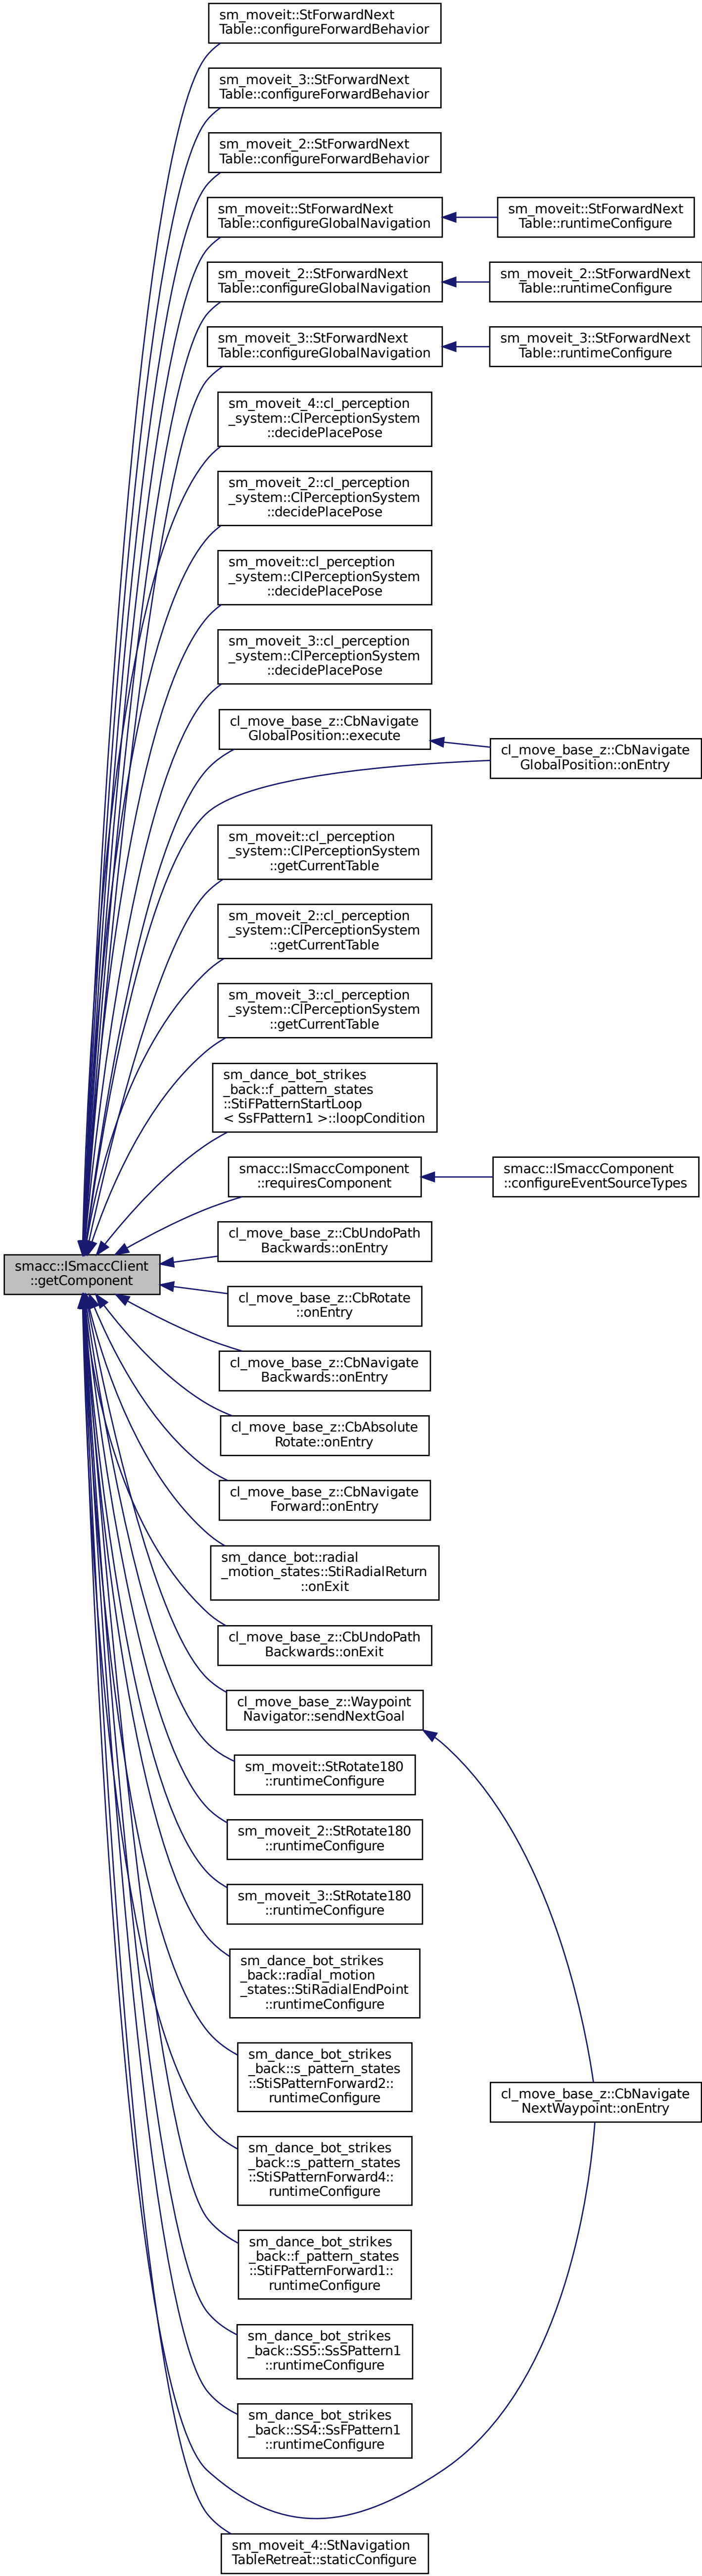 sm_moveit::StForwardNext
Table::configureForwardBehavior
sm_moveit_3::StForwardNext
Table::configureForwardBehavior
sm_moveit_2::StForwardNext
Table::configureForwardBehavior
sm_moveit::StForwardNext
Table::configureGlobalNavigation
sm_moveit::StForwardNext
Table::runtimeConfigure
sm_moveit_2::StForwardNext
Table::configureGlobalNavigation
sm_moveit_2::StForwardNext
Table::runtimeConfigure
sm_moveit_3::StForwardNext
Table::configureGlobalNavigation
sm_moveit_3::StForwardNext
Table::runtimeConfigure
sm_moveit_4::cl_perception
_system::ClPerceptionSystem
::decidePlacePose
sm_moveit_2::cl_perception
_system::ClPerceptionSystem
::decidePlacePose
sm_moveit::cl_perception
_system::ClPerceptionSystem
::decidePlacePose
sm_moveit_3::cl_perception
_system::ClPerceptionSystem
::decidePlacePose
cl_move_base_z::CbNavigate
GlobalPosition::execute
cl_move_base_z::CbNavigate
GlobalPosition::onEntry
sm_moveit::cl_perception
_system::ClPerceptionSystem
::getCurrentTable
sm_moveit_2::cl_perception
_system::ClPerceptionSystem
::getCurrentTable
sm_moveit_3::cl_perception
_system::ClPerceptionSystem
::getCurrentTable
sm_dance_bot_strikes
_back::f_pattern_states
::StiFPatternStartLoop
< SsFPattern1 >::loopCondition
smacc::ISmaccComponent
::requiresComponent
smacc::ISmaccComponent
::configureEventSourceTypes
cl_move_base_z::CbUndoPath
Backwards::onEntry
smacc::ISmaccClient
::getComponent
cl_move_base_z::CbRotate
::onEntry
cl_move_base_z::CbNavigate
Backwards::onEntry
cl_move_base_z::CbAbsolute
Rotate::onEntry
cl_move_base_z::CbNavigate
Forward::onEntry
sm_dance_bot::radial
_motion_states::StiRadialReturn
::onExit
cl_move_base_z::CbUndoPath
Backwards::onExit
cl_move_base_z::Waypoint
Navigator::sendNextGoal
sm_moveit::StRotate180
::runtimeConfigure
sm_moveit_2::StRotate180
::runtimeConfigure
sm_moveit_3::StRotate180
::runtimeConfigure
sm_dance_bot_strikes
_back::radial_motion
_states::StiRadialEndPoint
::runtimeConfigure
sm_dance_bot_strikes
_back::s_pattern_states
::StiSPatternForward2::
runtimeConfigure
cl_move_base_z::CbNavigate
NextWaypoint::onEntry
sm_dance_bot_strikes
_back::s_pattern_states
::StiSPatternForward4::
runtimeConfigure
sm_dance_bot_strikes
_back::f_pattern_states
::StiFPatternForward1::
runtimeConfigure
sm_dance_bot_strikes
_back::SS5::SsSPattern1
::runtimeConfigure
sm_dance_bot_strikes
_back::SS4::SsFPattern1
::runtimeConfigure
sm_moveit_4::StNavigation
TableRetreat::staticConfigure